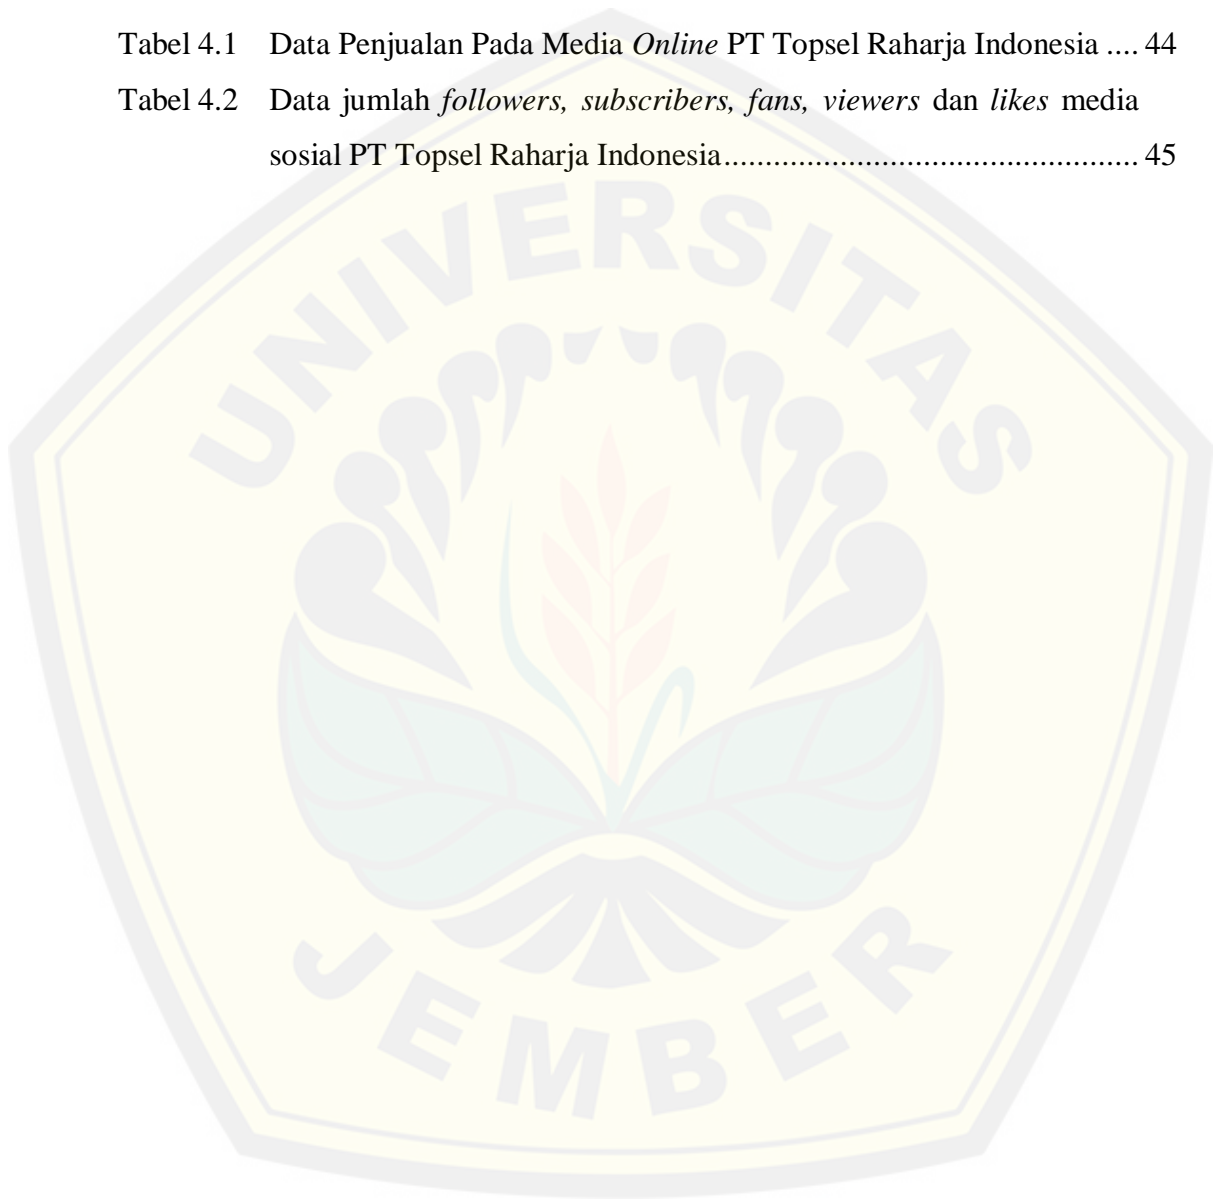 Tabel 4.1 Data Penjualan Pada Media Online PT Topsel Raharja Indonesia .... 44
Tabel 4.2 Data jumlah followers, subscribers, fans, viewers dan likes media
sosial PT Topsel Raharja Indonesia.................................................. 45
UNIVERSITAS
JEMBER